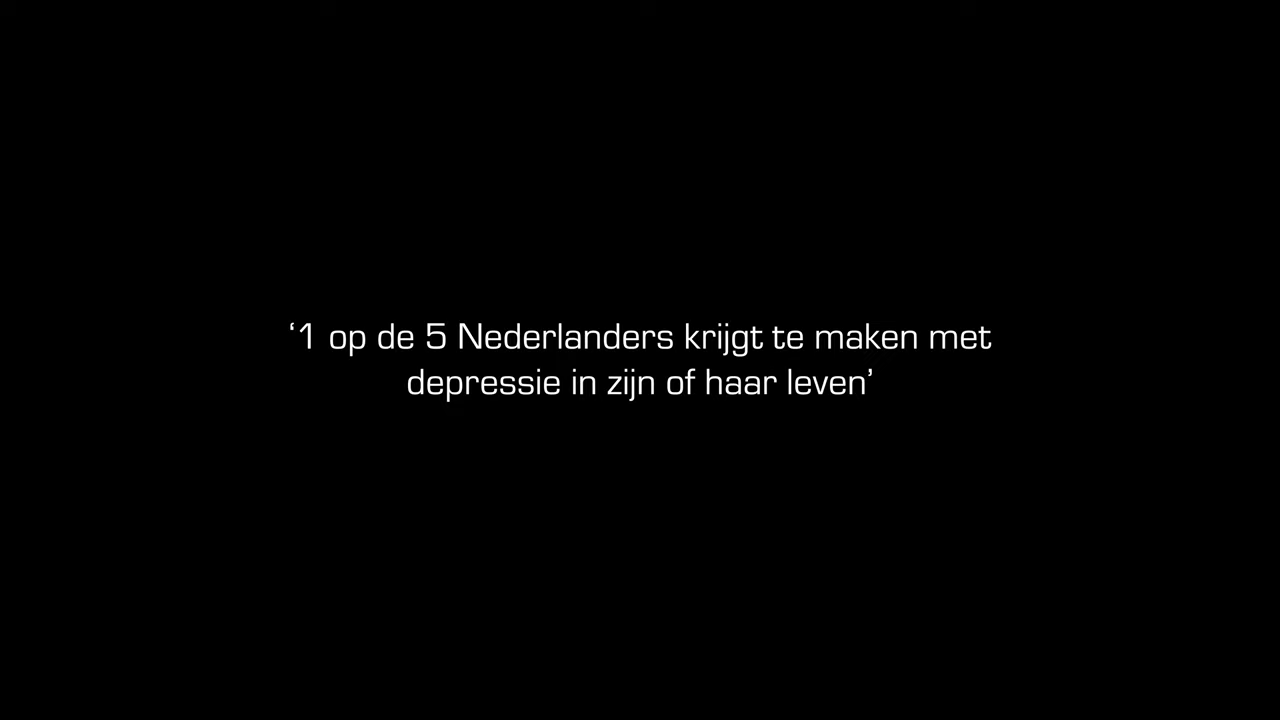 ‘1 op de 5 Nederlanders krijgt te maken met
depressie in zijn of haar leven’